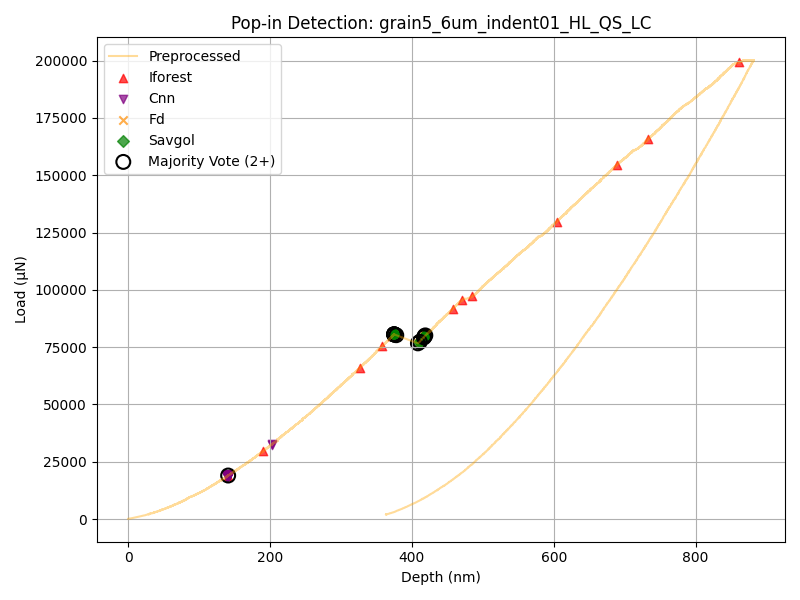 Pop-in Detection: grain5_6um_indent01_HL_QS_LC
Preprocessed
Iforest
Cnn
Fd
Savgol
Majority Vote (2+)
200000
175000
150000
125000
100000
75000
50000
25000
0
Load (μN)
0 200 400 600 800
Depth (nm)